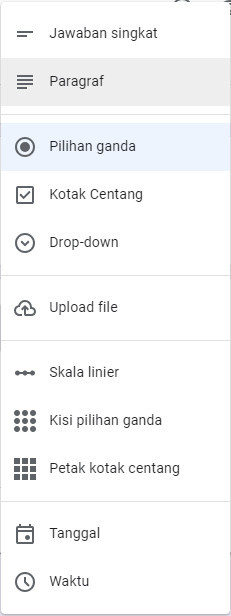 Jawaban singkat
Paragraf
Pilihan ganda
Kotak Centang
Drop-down
Upload file
Skala linier
Kisi pilihan ganda
Petak kotak centang
Tanggal
Waktu